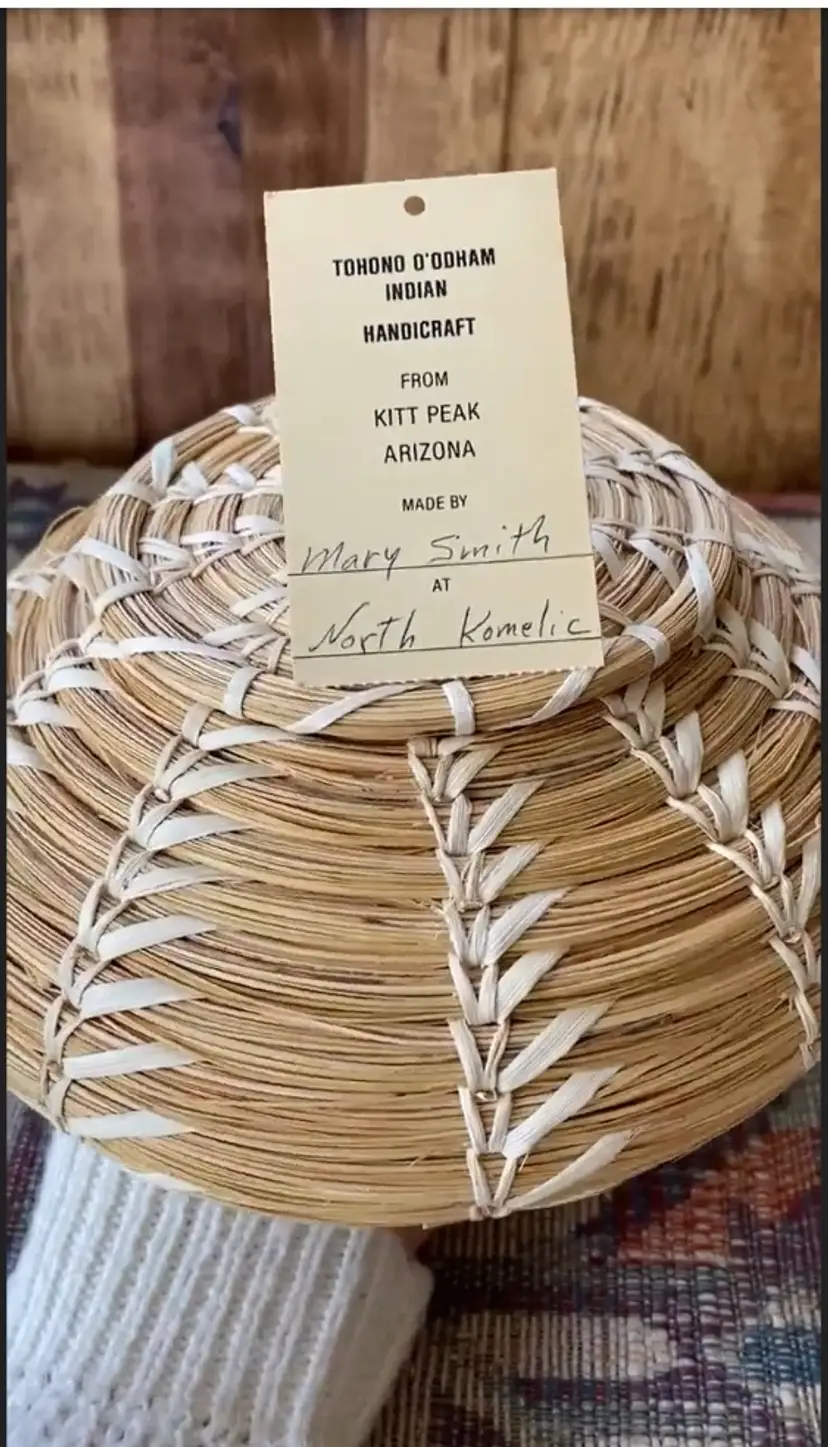 TOHONO O'ODHAM
INDIAN
HANDICRAFT
FROM
KITT PEAK
ARIZONA
MADE BY
Mary Smith
AT
North Komelic